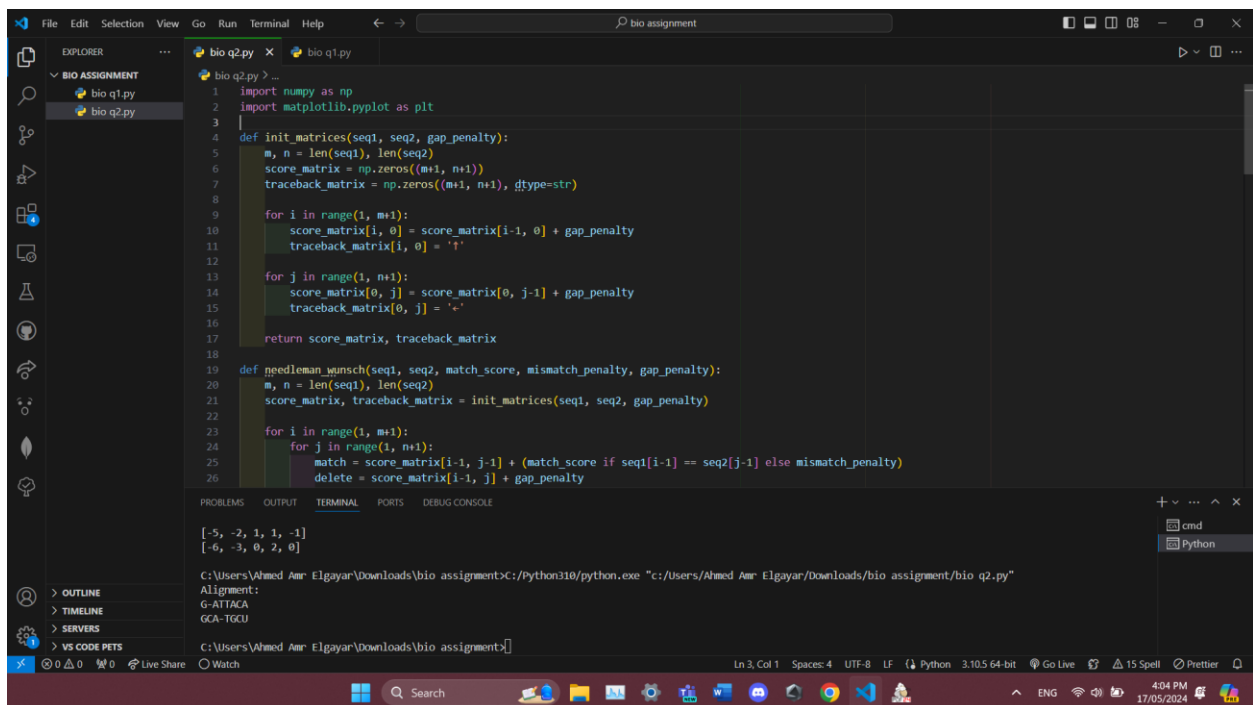 File Edit Selection View Go Run Terminal Help
bio assignment
EXPLORER
bio q2.py
bio q1.py
BIO ASSIGNMENT
bio q1.py
bio q2.py
bio q2.py > ...
1 import numpy as np
2 import matplotlib.pyplot as plt
3
4 def init_matrices(seq1, seq2, gap_penalty):
5     m, n = len(seq1), len(seq2)
6     score_matrix = np.zeros((m+1, n+1))
7     traceback_matrix = np.zeros((m+1, n+1), dtype=str)
8
9     for i in range(1, m+1):
10         score_matrix[i, 0] = score_matrix[i-1, 0] + gap_penalty
11         traceback_matrix[i, 0] = '↑'
12
13     for j in range(1, n+1):
14         score_matrix[0, j] = score_matrix[0, j-1] + gap_penalty
15         traceback_matrix[0, j] = '←'
16
17     return score_matrix, traceback_matrix
18
19 def needleman_wunsch(seq1, seq2, match_score, mismatch_penalty, gap_penalty):
20     m, n = len(seq1), len(seq2)
21     score_matrix, traceback_matrix = init_matrices(seq1, seq2, gap_penalty)
22
23     for i in range(1, m+1):
24         for j in range(1, n+1):
25             match = score_matrix[i-1, j-1] + (match_score if seq1[i-1] == seq2[j-1] else mismatch_penalty)
26             delete = score_matrix[i-1, j] + gap_penalty
PROBLEMS OUTPUT TERMINAL PORTS DEBUG CONSOLE
cmd
Python
[-5, -2, 1, 1, -1]
[-6, -3, 0, 2, 0]
C:\Users\Ahmed Amr Elgayar\Downloads\bio assignment>C:/Python310/python.exe "c:/Users/Ahmed Amr Elgayar/Downloads/bio assignment/bio q2.py"
Alignment:
G-ATTACA
GCA-TGCU
C:\Users\Ahmed Amr Elgayar\Downloads\bio assignment>
OUTLINE
TIMELINE
SERVERS
VS CODE PETS
0 0 0 Live Share Watch Ln 3, Col 1 Spaces: 4 UTF-8 LF Python 3.10.5 64-bit Go Live 15 Spell Prettier
Search
ENG 4:04 PM
17/05/2024